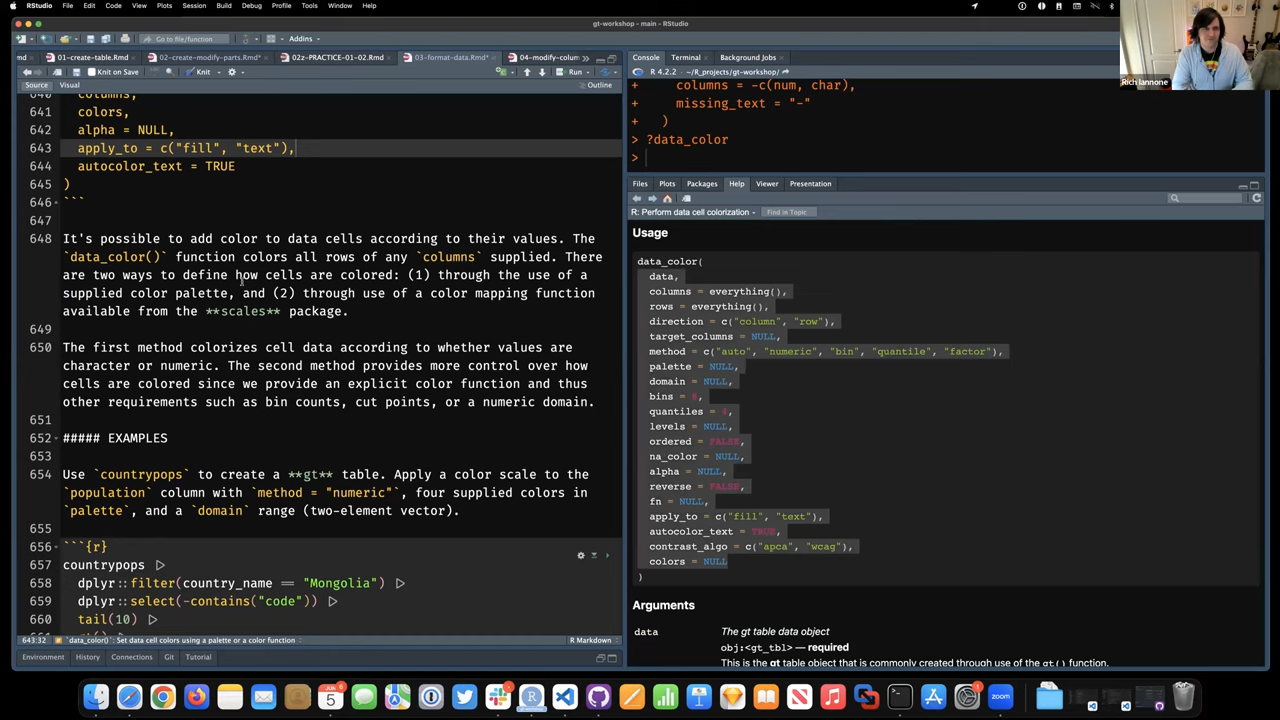 RStudio File Edit Code View Plots Session Build Debug Profile Tools Window Help
gt-workshop - main - RStudio
Go to file/function Addins
md 01-create-table.Rmd 02-create-modify-parts.Rmd* 02z-PRACTICE-01-02.Rmd 03-format-data.Rmd* 04-modify-colum
Knit on Save Knit Run
Source Visual Outline
640 columns,
641 colors,
642 alpha = NULL,
643 apply_to = c("fill", "text"),
644 autocolor_text = TRUE
645 )
646 ```
647
648 It's possible to add color to data cells according to their values. The
`data_color()` function colors all rows of any `columns` supplied. There
are two ways to define how cells are colored: (1) through the use of a
supplied color palette, and (2) through use of a color mapping function
available from the **scales** package.
649
650 The first method colorizes cell data according to whether values are
character or numeric. The second method provides more control over how
cells are colored since we provide an explicit color function and thus
other requirements such as bin counts, cut points, or a numeric domain.
651
652 ##### EXAMPLES
653
654 Use `countrypops` to create a **gt** table. Apply a color scale to the
`population` column with `method = "numeric"`, four supplied colors in
`palette`, and a `domain` range (two-element vector).
655
656 ```{r}
657 countrypops |>
658 dplyr::filter(country_name == "Mongolia") |>
659 dplyr::select(-contains("code")) |>
660 tail(10) |>
643:32 `data_color()`: Set data cell colors using a palette or a color function R Markdown
Environment History Connections Git Tutorial
Console Terminal Background Jobs
R 4.2.2 · ~/R_projects/gt-workshop/
+ columns = -c(num, char),
+ missing_text = "-"
+ )
> ?data_color
>
Files Plots Packages Help Viewer Presentation
R: Perform data cell colorization Find in Topic
Usage
data_color(
data,
columns = everything(),
rows = everything(),
direction = c("column", "row"),
target_columns = NULL,
method = c("auto", "numeric", "bin", "quantile", "factor"),
palette = NULL,
domain = NULL,
bins = 8,
quantiles = 4,
levels = NULL,
ordered = FALSE,
na_color = NULL,
alpha = NULL,
reverse = FALSE,
fn = NULL,
apply_to = c("fill", "text"),
autocolor_text = TRUE,
contrast_algo = c("apca", "wcag"),
colors = NULL
)
Arguments
data The gt table data object
obj:<gt_tbl> — required
This is the gt table object that is commonly created through use of the gt() function.
Rich Iannone
JUN
5
zoom